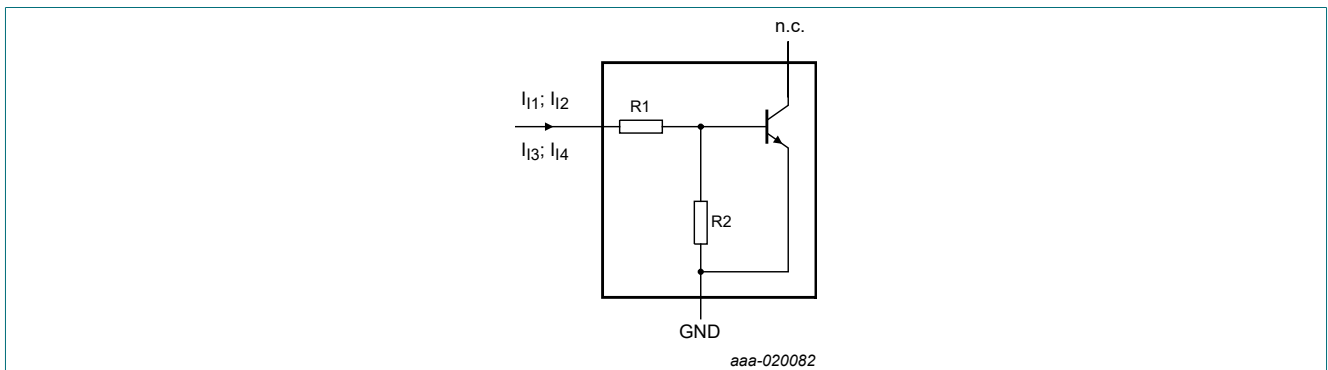 n.c.
I_I1; I_I2
R1
I_I3; I_I4
R2
GND
aaa-020082